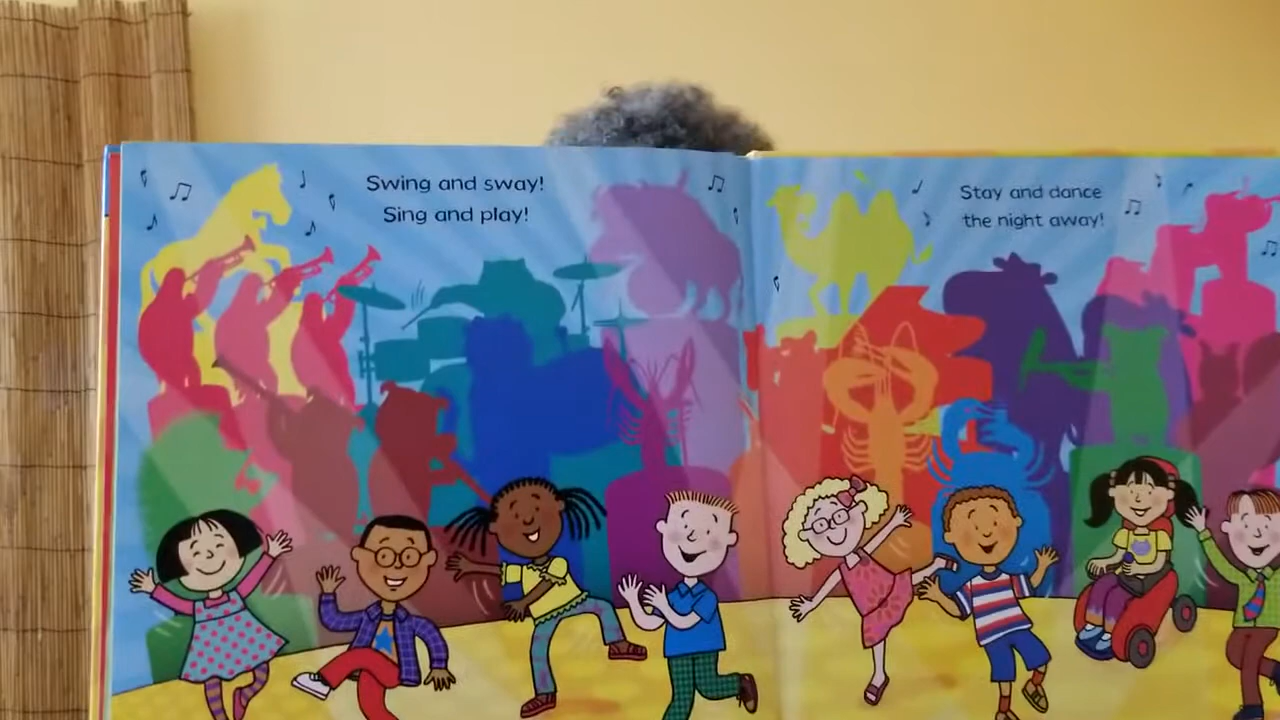 Swing and sway!
Sing and play!
Stay and dance
the night away!